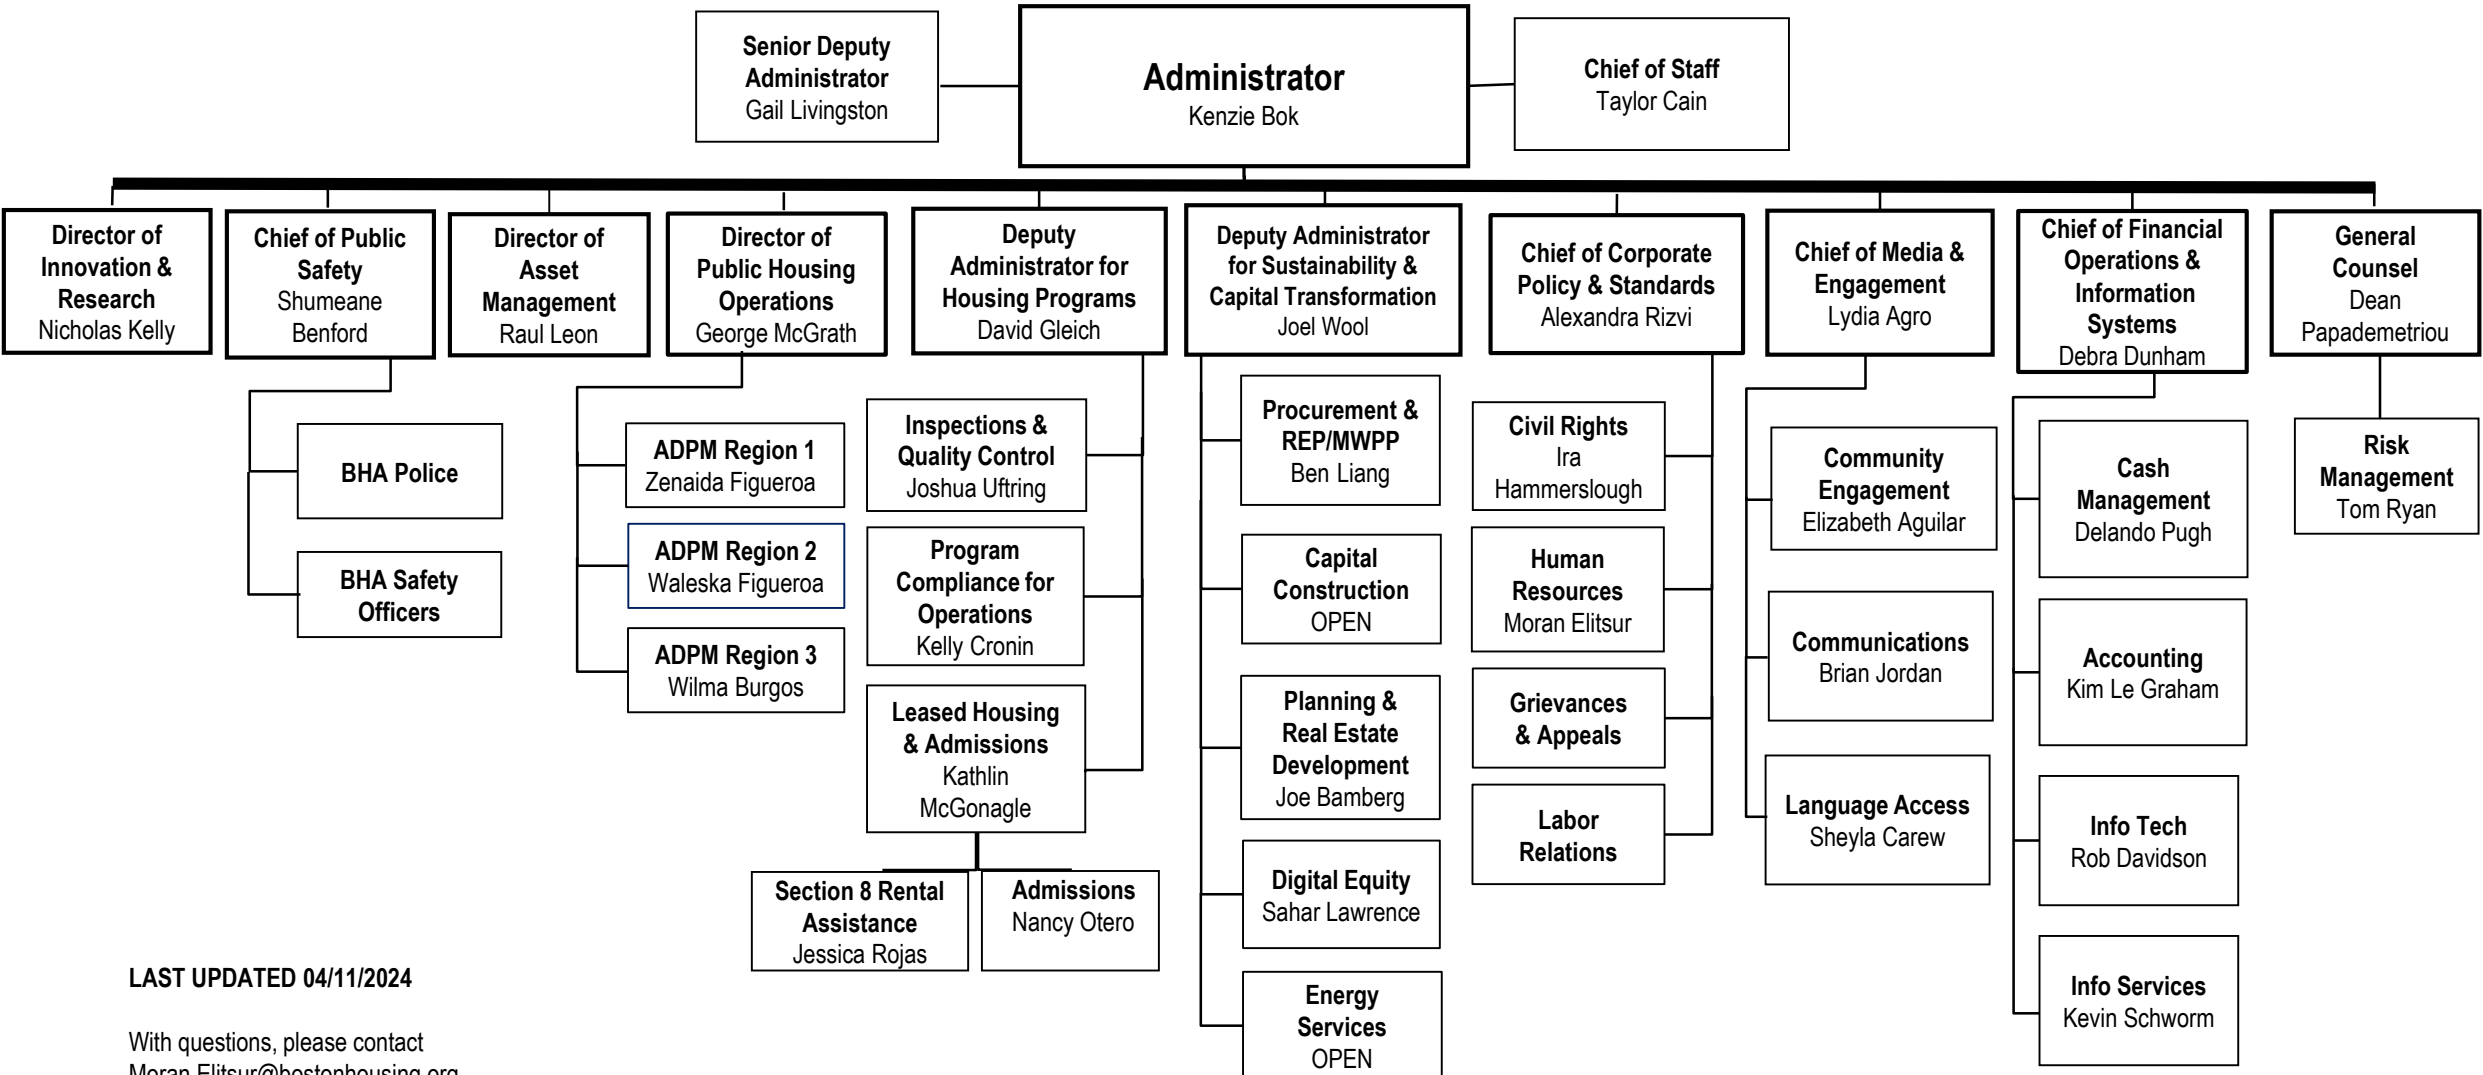 Senior Deputy
Administrator
Gail Livingston
Administrator
Kenzie Bok
Chief of Staff
Taylor Cain
Director of
Innovation &
Research
Nicholas Kelly
Chief of Public
Safety
Shumeane
Benford
Director of
Asset
Management
Raul Leon
Director of
Public Housing
Operations
George McGrath
Deputy
Administrator for
Housing Programs
David Gleich
Deputy Administrator
for Sustainability &
Capital Transformation
Joel Wool
Chief of Corporate
Policy & Standards
Alexandra Rizvi
Chief of Media &
Engagement
Lydia Agro
Chief of Financial
Operations &
Information
Systems
Debra Dunham
General
Counsel
Dean
Papademetriou
BHA Police
BHA Safety
Officers
ADPM Region 1
Zenaida Figueroa
ADPM Region 2
Waleska Figueroa
ADPM Region 3
Wilma Burgos
Inspections &
Quality Control
Joshua Uftring
Program
Compliance for
Operations
Kelly Cronin
Leased Housing
& Admissions
Kathlin
McGonagle
Section 8 Rental
Assistance
Jessica Rojas
Admissions
Nancy Otero
Procurement &
REP/MWPP
Ben Liang
Capital
Construction
OPEN
Planning &
Real Estate
Development
Joe Bamberg
Digital Equity
Sahar Lawrence
Energy
Services
OPEN
Civil Rights
Ira
Hammerslough
Human
Resources
Moran Elitsur
Grievances
& Appeals
Labor
Relations
Community
Engagement
Elizabeth Aguilar
Communications
Brian Jordan
Language Access
Sheyla Carew
Cash
Management
Delando Pugh
Accounting
Kim Le Graham
Info Tech
Rob Davidson
Info Services
Kevin Schworm
Risk
Management
Tom Ryan
LAST UPDATED 04/11/2024
With questions, please contact
Moran.Elitsur@bostonhousing.org